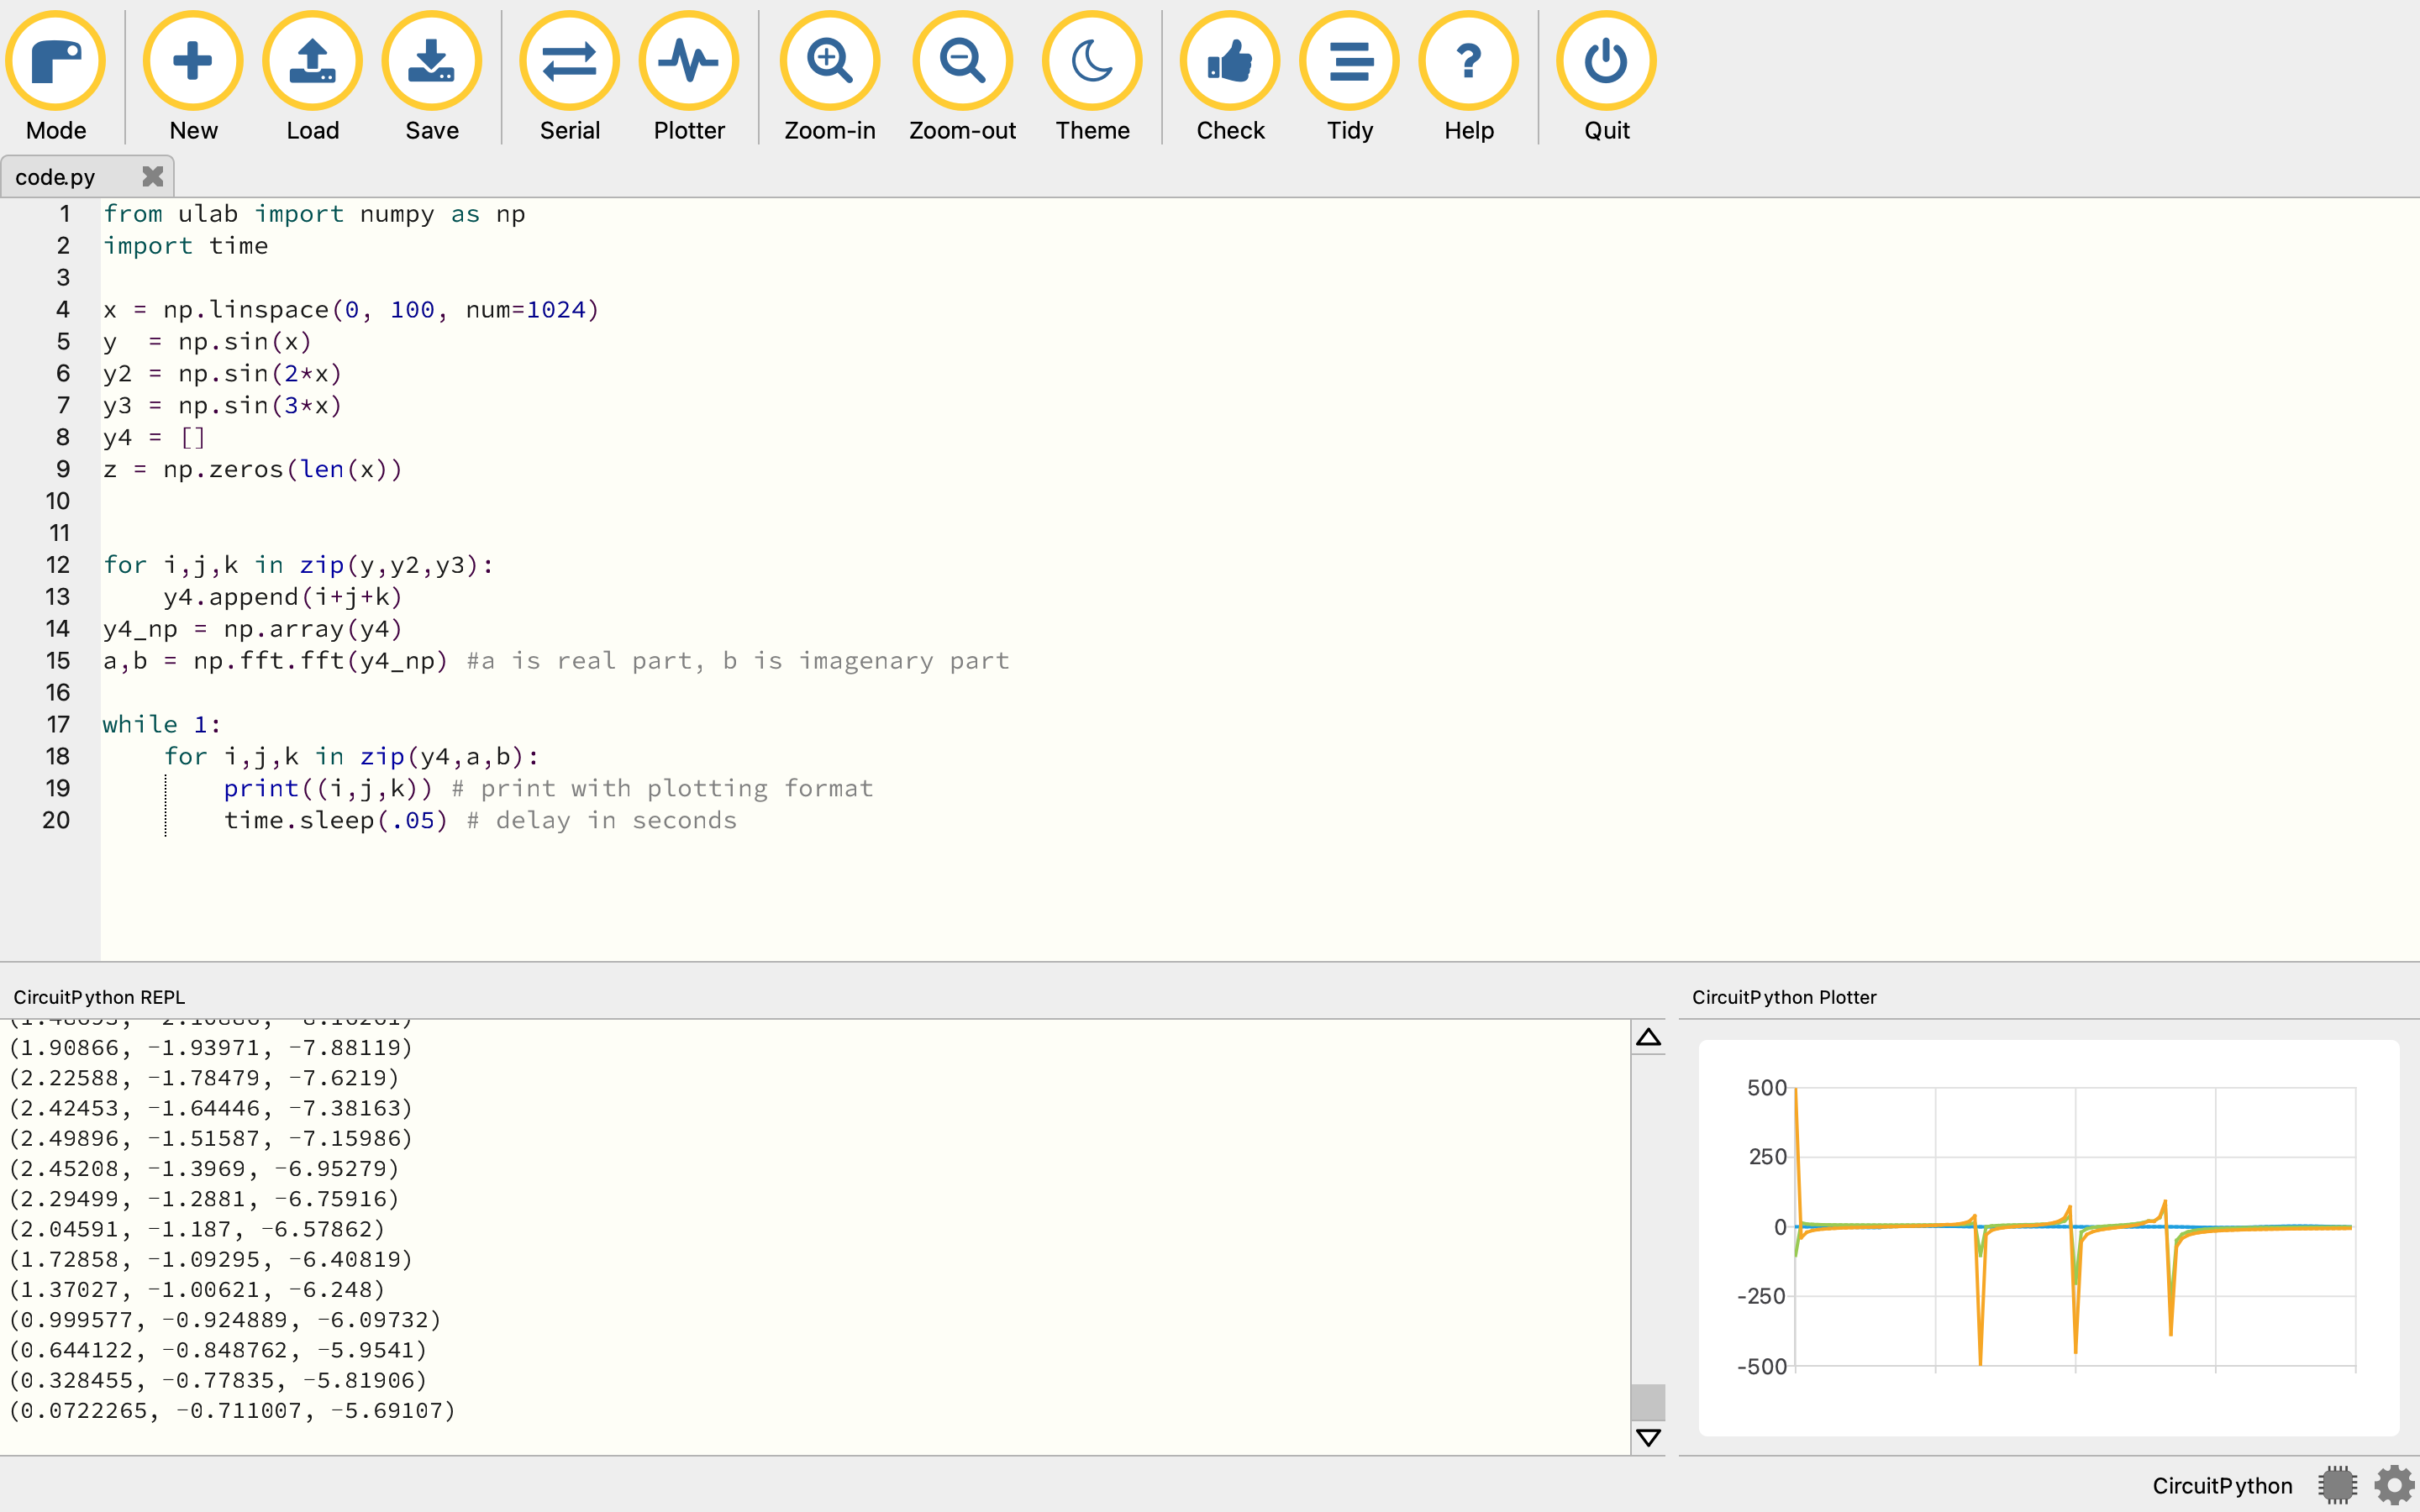 Mode New Load Save Serial Plotter Zoom-in Zoom-out Theme Check Tidy Help Quit
code.py
1 from ulab import numpy as np
2 import time
3
4 x = np.linspace(0, 100, num=1024)
5 y  = np.sin(x)
6 y2 = np.sin(2*x)
7 y3 = np.sin(3*x)
8 y4 = []
9 z = np.zeros(len(x))
10
11
12 for i,j,k in zip(y,y2,y3):
13     y4.append(i+j+k)
14 y4_np = np.array(y4)
15 a,b = np.fft.fft(y4_np) #a is real part, b is imagenary part
16
17 while 1:
18     for i,j,k in zip(y4,a,b):
19         print((i,j,k)) # print with plotting format
20         time.sleep(.05) # delay in seconds
CircuitPython REPL
(1.90866, -1.93971, -7.88119)
(2.22588, -1.78479, -7.6219)
(2.42453, -1.64446, -7.38163)
(2.49896, -1.51587, -7.15986)
(2.45208, -1.3969, -6.95279)
(2.29499, -1.2881, -6.75916)
(2.04591, -1.187, -6.57862)
(1.72858, -1.09295, -6.40819)
(1.37027, -1.00621, -6.248)
(0.999577, -0.924889, -6.09732)
(0.644122, -0.848762, -5.9541)
(0.328455, -0.77835, -5.81906)
(0.0722265, -0.711007, -5.69107)
CircuitPython Plotter
500
250
0
-250
-500
CircuitPython